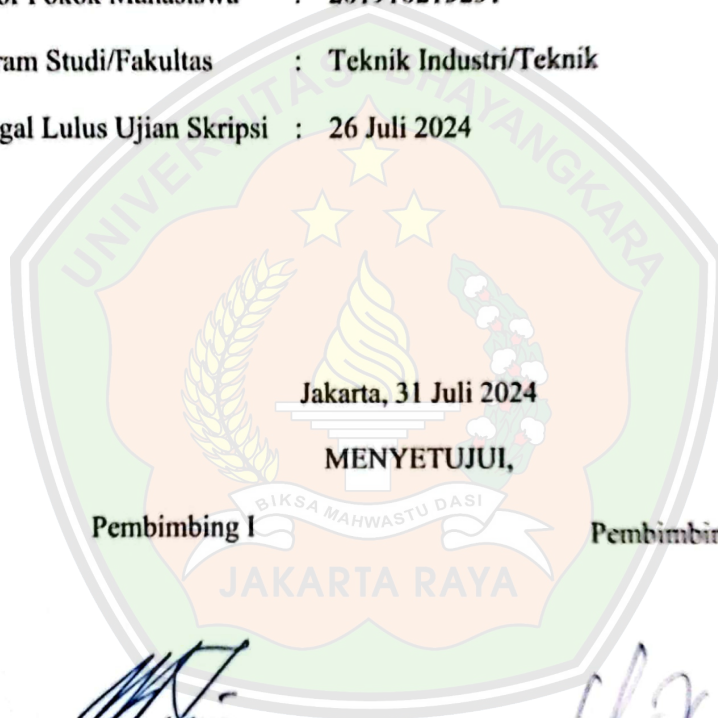 Program Studi/Fakultas : Teknik Industri/Teknik
Tanggal Lulus Ujian Skripsi : 26 Juli 2024
UNIVERSITAS BHAYANGKARA
Jakarta, 31 Juli 2024
MENYETUJUI,
BIKSA MAHWASTU DASI
Pembimbing I
JAKARTA RAYA